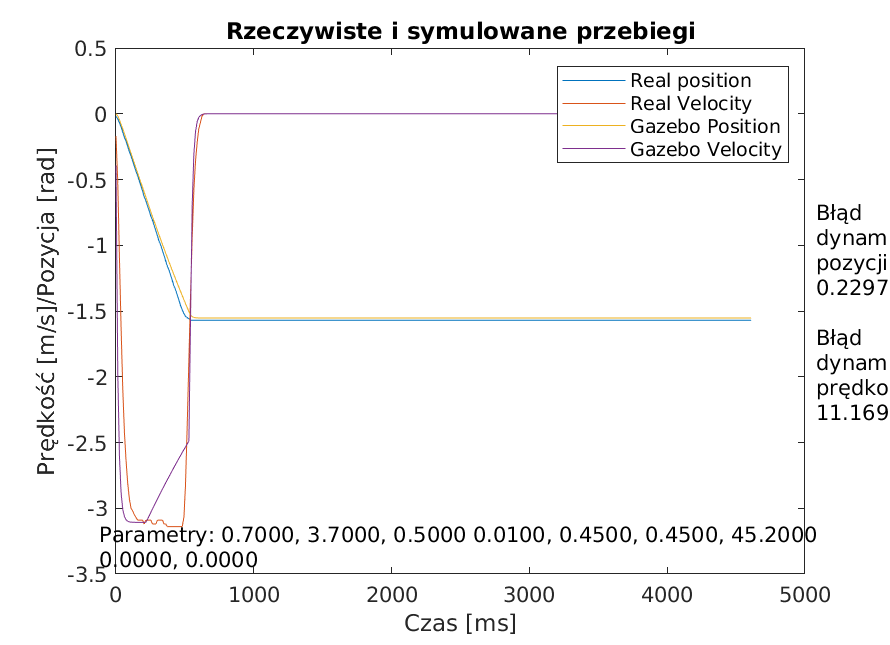 Rzeczywiste i symulowane przebiegi
0.5
0
-0.5
-1
-1.5
-2
-2.5
-3
-3.5
Prędkość [m/s]/Pozycja [rad]
Real position
Real Velocity
Gazebo Position
Gazebo Velocity
Błąd
dynam
pozycji
0.2297
Błąd
dynam
prędko
11.169
Parametry: 0.7000, 3.7000, 0.5000 0.0100, 0.4500, 0.4500, 45.2000
0.0000, 0.0000
0
1000
2000
3000
4000
5000
Czas [ms]